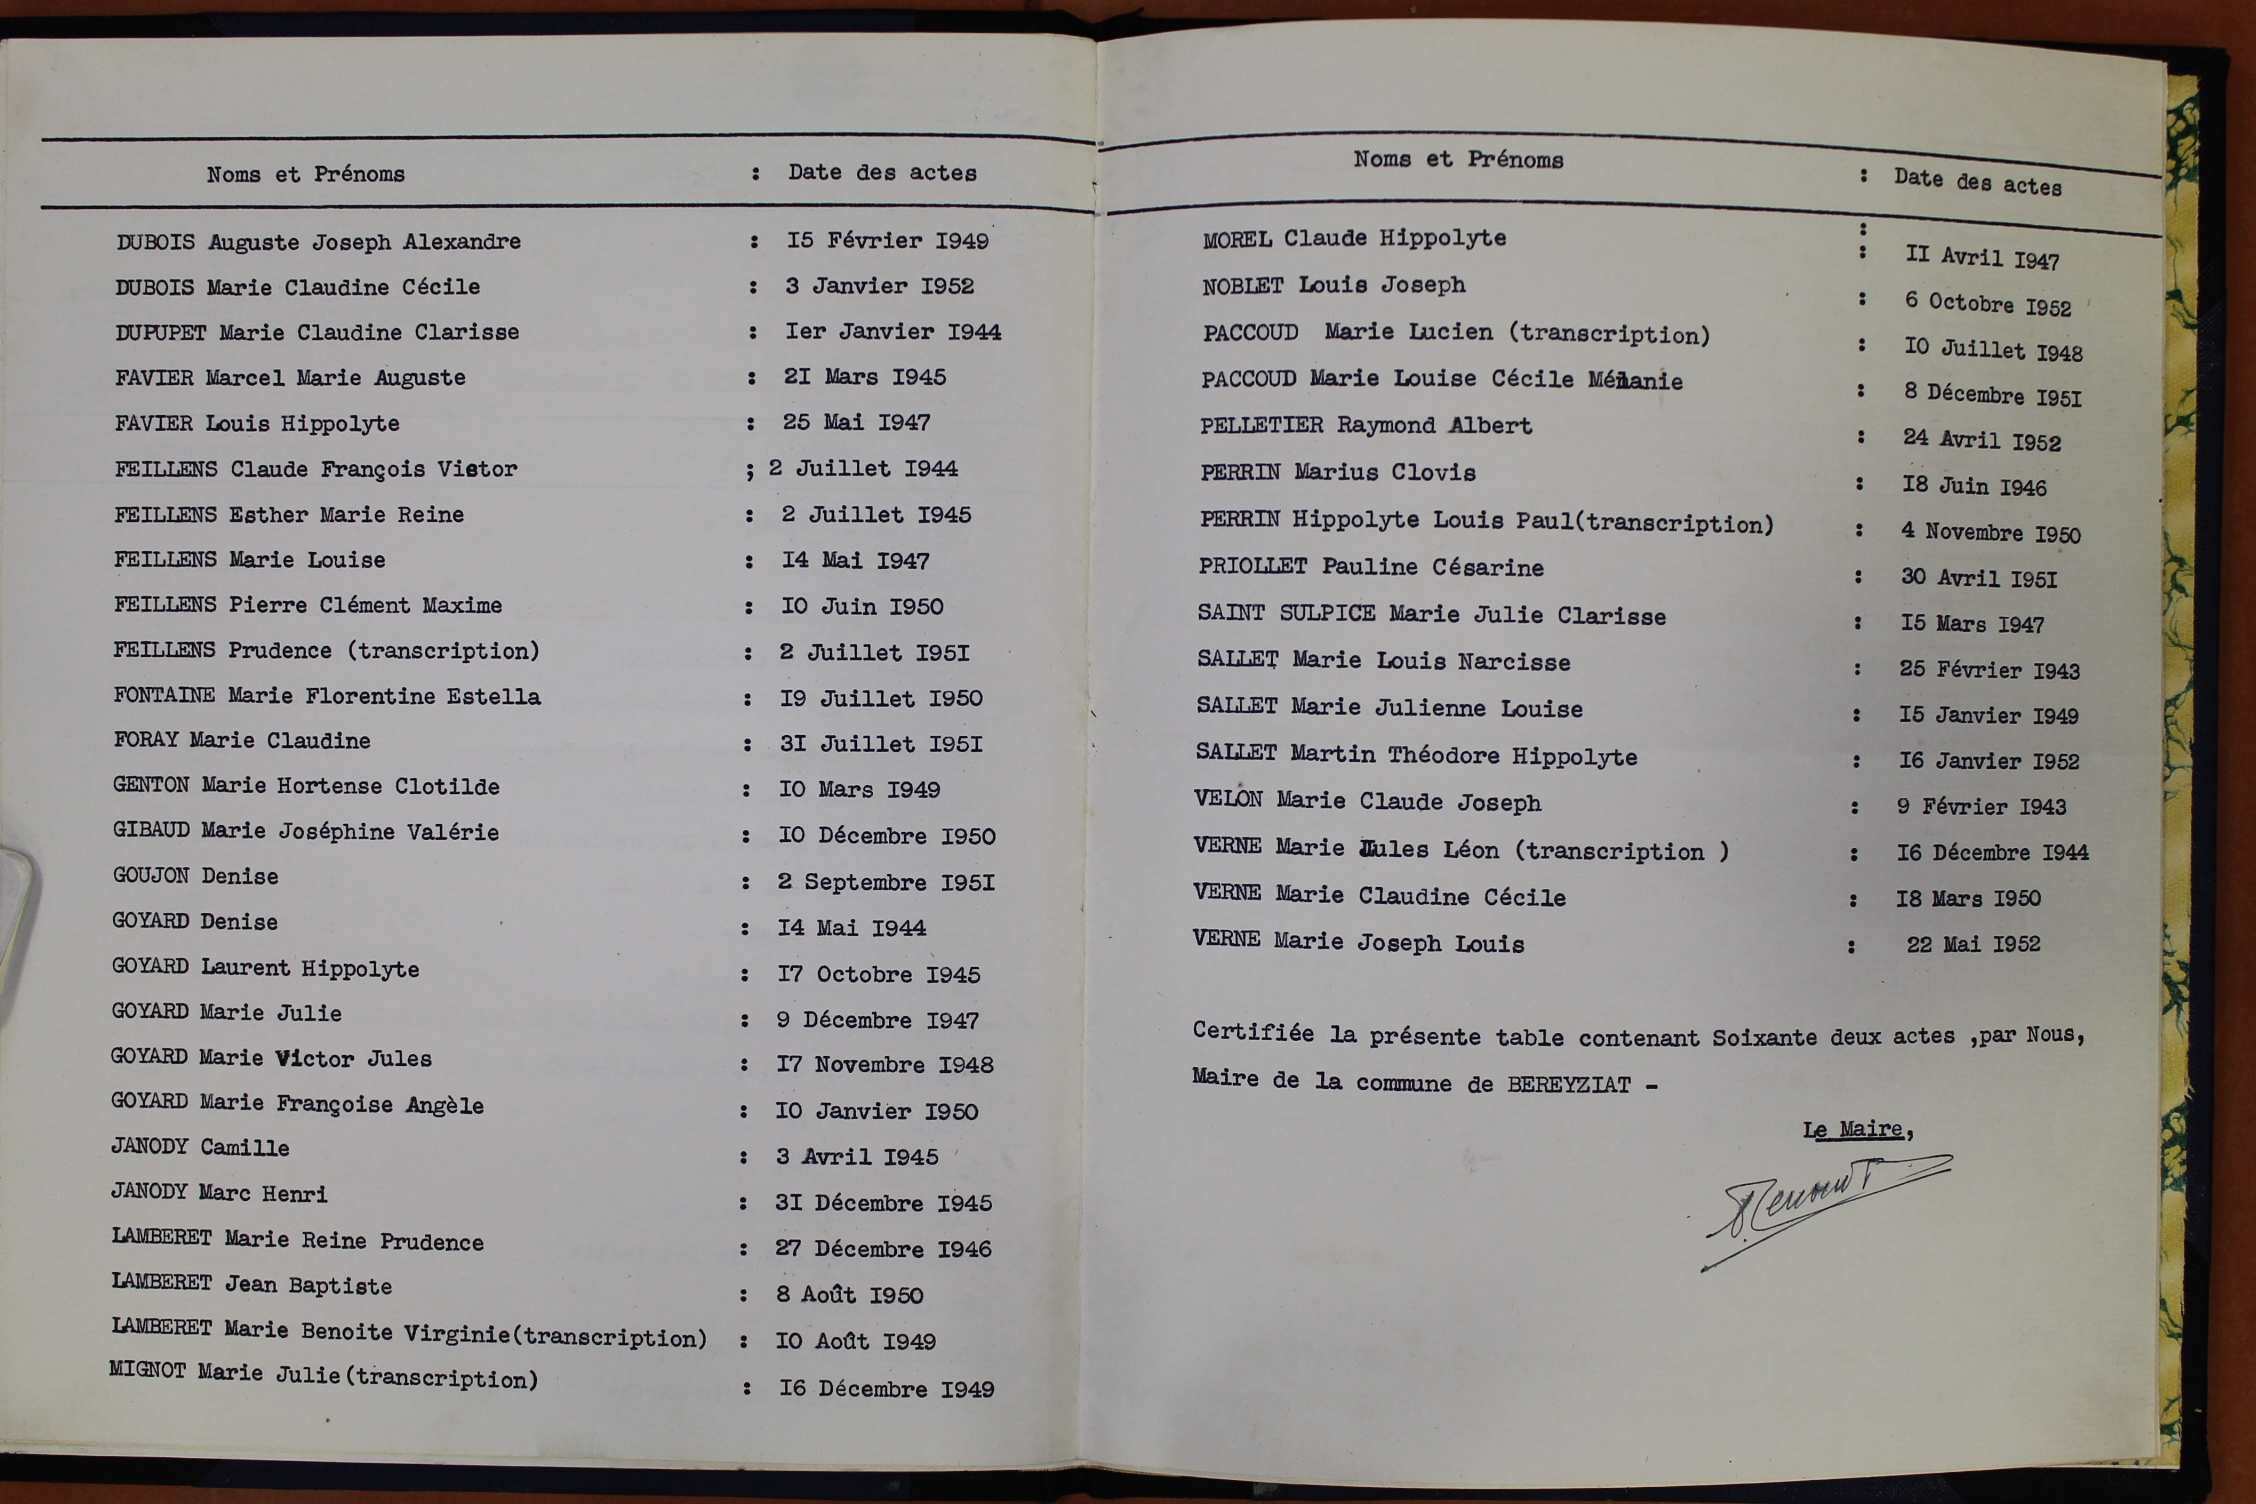 Noms et Prénoms : Date des actes
DUBOIS Auguste Joseph Alexandre : I5 Février I949
DUBOIS Marie Claudine Cécile : 3 Janvier I952
DUPUPET Marie Claudine Clarisse : Ier Janvier I944
FAVIER Marcel Marie Auguste : 2I Mars I945
FAVIER Louis Hippolyte : 25 Mai I947
FEILLENS Claude François Victor ; 2 Juillet I944
FEILLENS Esther Marie Reine : 2 Juillet I945
FEILLENS Marie Louise : I4 Mai I947
FEILLENS Pierre Clément Maxime : IO Juin I950
FEILLENS Prudence (transcription) : 2 Juillet I95I
FONTAINE Marie Florentine Estella : I9 Juillet I950
FORAY Marie Claudine : 3I Juillet I95I
GENTON Marie Hortense Clotilde : IO Mars I949
GIBAUD Marie Joséphine Valérie : IO Décembre I950
GOUJON Denise : 2 Septembre I95I
GOYARD Denise : I4 Mai I944
GOYARD Laurent Hippolyte : I7 Octobre I945
GOYARD Marie Julie : 9 Décembre I947
GOYARD Marie Victor Jules : I7 Novembre I948
GOYARD Marie Françoise Angèle : IO Janvier I950
JANODY Camille : 3 Avril I945
JANODY Marc Henri : 3I Décembre I945
LAMBERET Marie Reine Prudence : 27 Décembre I946
LAMBERET Jean Baptiste : 8 Août I950
LAMBERET Marie Benoite Virginie(transcription) : IO Août I949
MIGNOT Marie Julie(transcription) : I6 Décembre I949
Noms et Prénoms : Date des actes
MOREL Claude Hippolyte : II Avril I947
NOBLET Louis Joseph : 6 Octobre I952
PACCOUD Marie Lucien (transcription) : IO Juillet I948
PACCOUD Marie Louise Cécile Mélanie : 8 Décembre I95I
PELLETIER Raymond Albert : 24 Avril I952
PERRIN Marius Clovis : I8 Juin I946
PERRIN Hippolyte Louis Paul(transcription) : 4 Novembre I950
PRIOLLET Pauline Césarine : 30 Avril I95I
SAINT SULPICE Marie Julie Clarisse : I5 Mars I947
SALLET Marie Louis Narcisse : 25 Février I943
SALLET Marie Julienne Louise : I5 Janvier I949
SALLET Martin Théodore Hippolyte : I6 Janvier I952
VELON Marie Claude Joseph : 9 Février I943
VERNE Marie Jules Léon (transcription ) : I6 Décembre I944
VERNE Marie Claudine Cécile : I8 Mars I950
VERNE Marie Joseph Louis : 22 Mai I952
Certifiée la présente table contenant Soixante deux actes ,par Nous,
Maire de la commune de BEREYZIAT -
Le Maire,